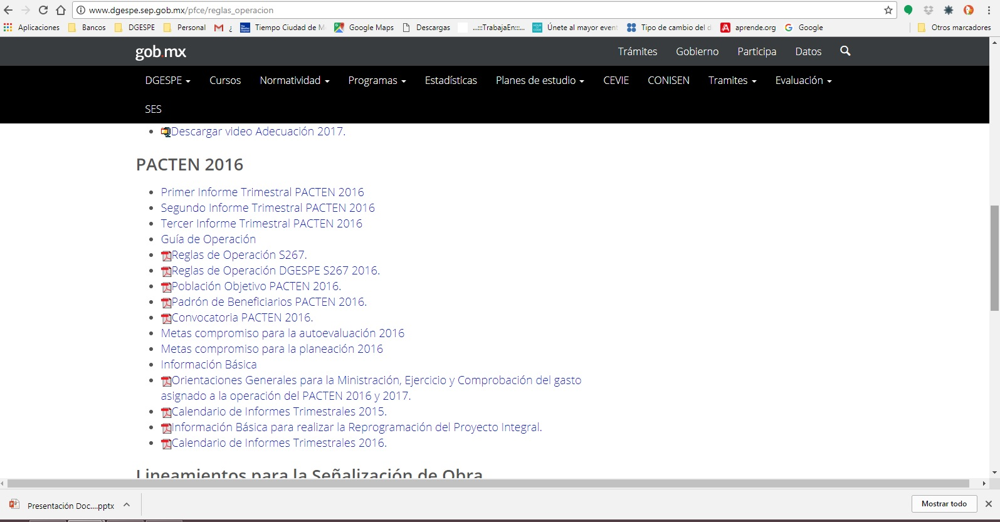 www.dgespe.sep.gob.mx/pfce/reglas_operacion
Aplicaciones Bancos DGESPE Personal ¿ Tiempo Ciudad de M Google Maps Descargas ...:::TrabajaEn:::... Únete al mayor event Tipo de cambio del d aprende.org Google Otros marcadores
gob.mx Trámites Gobierno Participa Datos
DGESPE Cursos Normatividad Programas Estadísticas Planes de estudio CEVIE CONISEN Tramites Evaluación
SES
Descargar video Adecuación 2017.
PACTEN 2016
Primer Informe Trimestral PACTEN 2016
Segundo Informe Trimestral PACTEN 2016
Tercer Informe Trimestral PACTEN 2016
Guía de Operación
Reglas de Operación S267.
Reglas de Operación DGESPE S267 2016.
Población Objetivo PACTEN 2016.
Padrón de Beneficiarios PACTEN 2016.
Convocatoria PACTEN 2016.
Metas compromiso para la autoevaluación 2016
Metas compromiso para la planeación 2016
Información Básica
Orientaciones Generales para la Ministración, Ejercicio y Comprobación del gasto
asignado a la operación del PACTEN 2016 y 2017.
Calendario de Informes Trimestrales 2015.
Información Básica para realizar la Reprogramación del Proyecto Integral.
Calendario de Informes Trimestrales 2016.
Lineamientos para la Señalización de Obra
Presentación Doc....pptx Mostrar todo